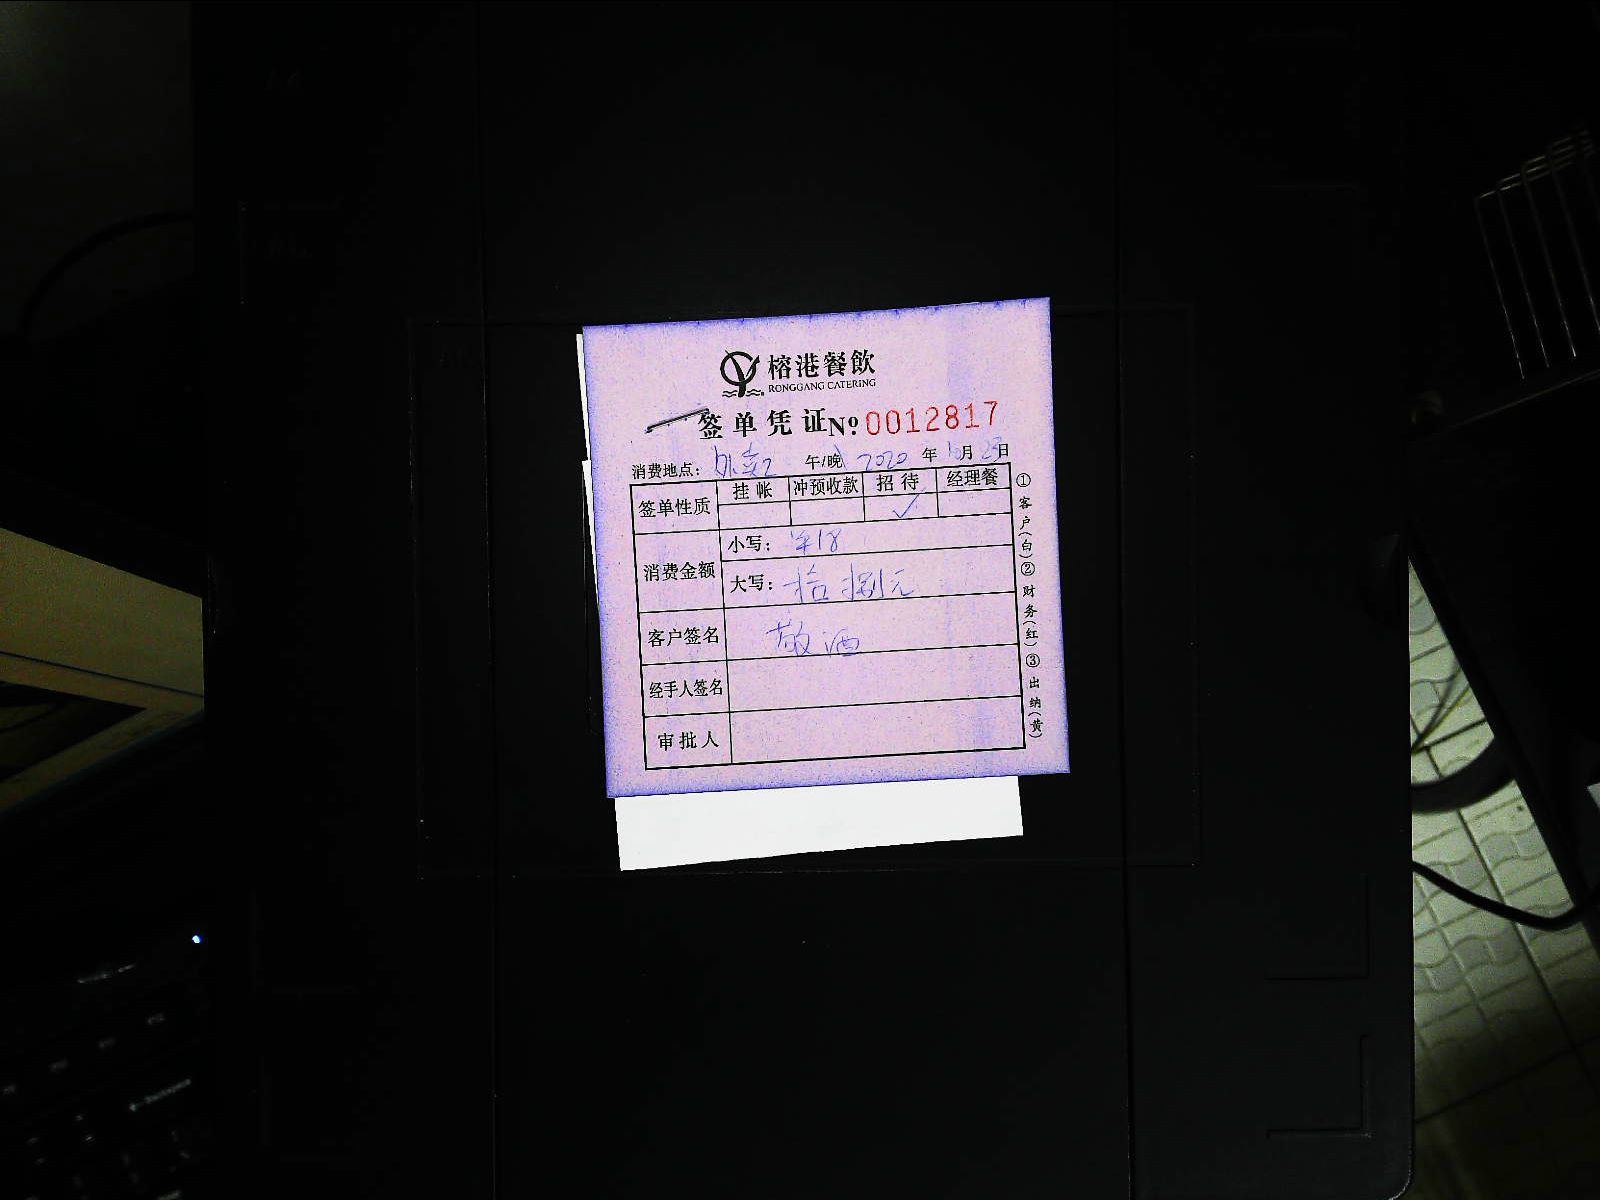 榕港餐飲
RONGGANG CATERING
签单凭证 Nº 0012817
消费地点： 外卖2 午/晚 2020 年 10 月 日
签单性质 挂帐 冲预收款 招待 经理餐
✓
消费金额 小写： ¥18
大写： 拾捌元
客户签名 敬酒
经手人签名
审批人
①客户(白)②财务(红)③出纳(黄)